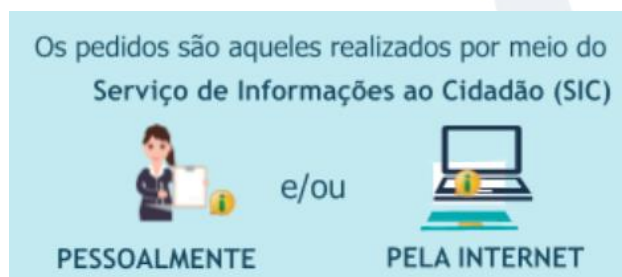 Os pedidos são aqueles realizados por meio do
Serviço de Informações ao Cidadão (SIC)
e/ou
PESSOALMENTE
PELA INTERNET